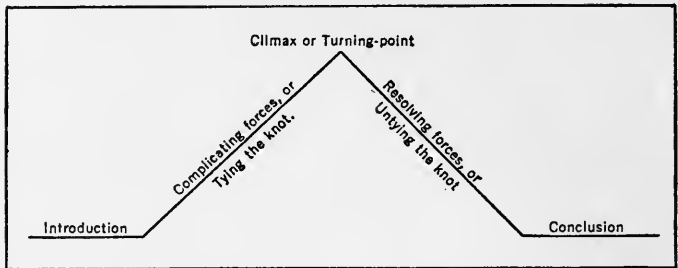 Climax or Turning-point
Complicating forces, or
Tying the knot.
Resolving forces, or
Untying the knot
Introduction
Conclusion